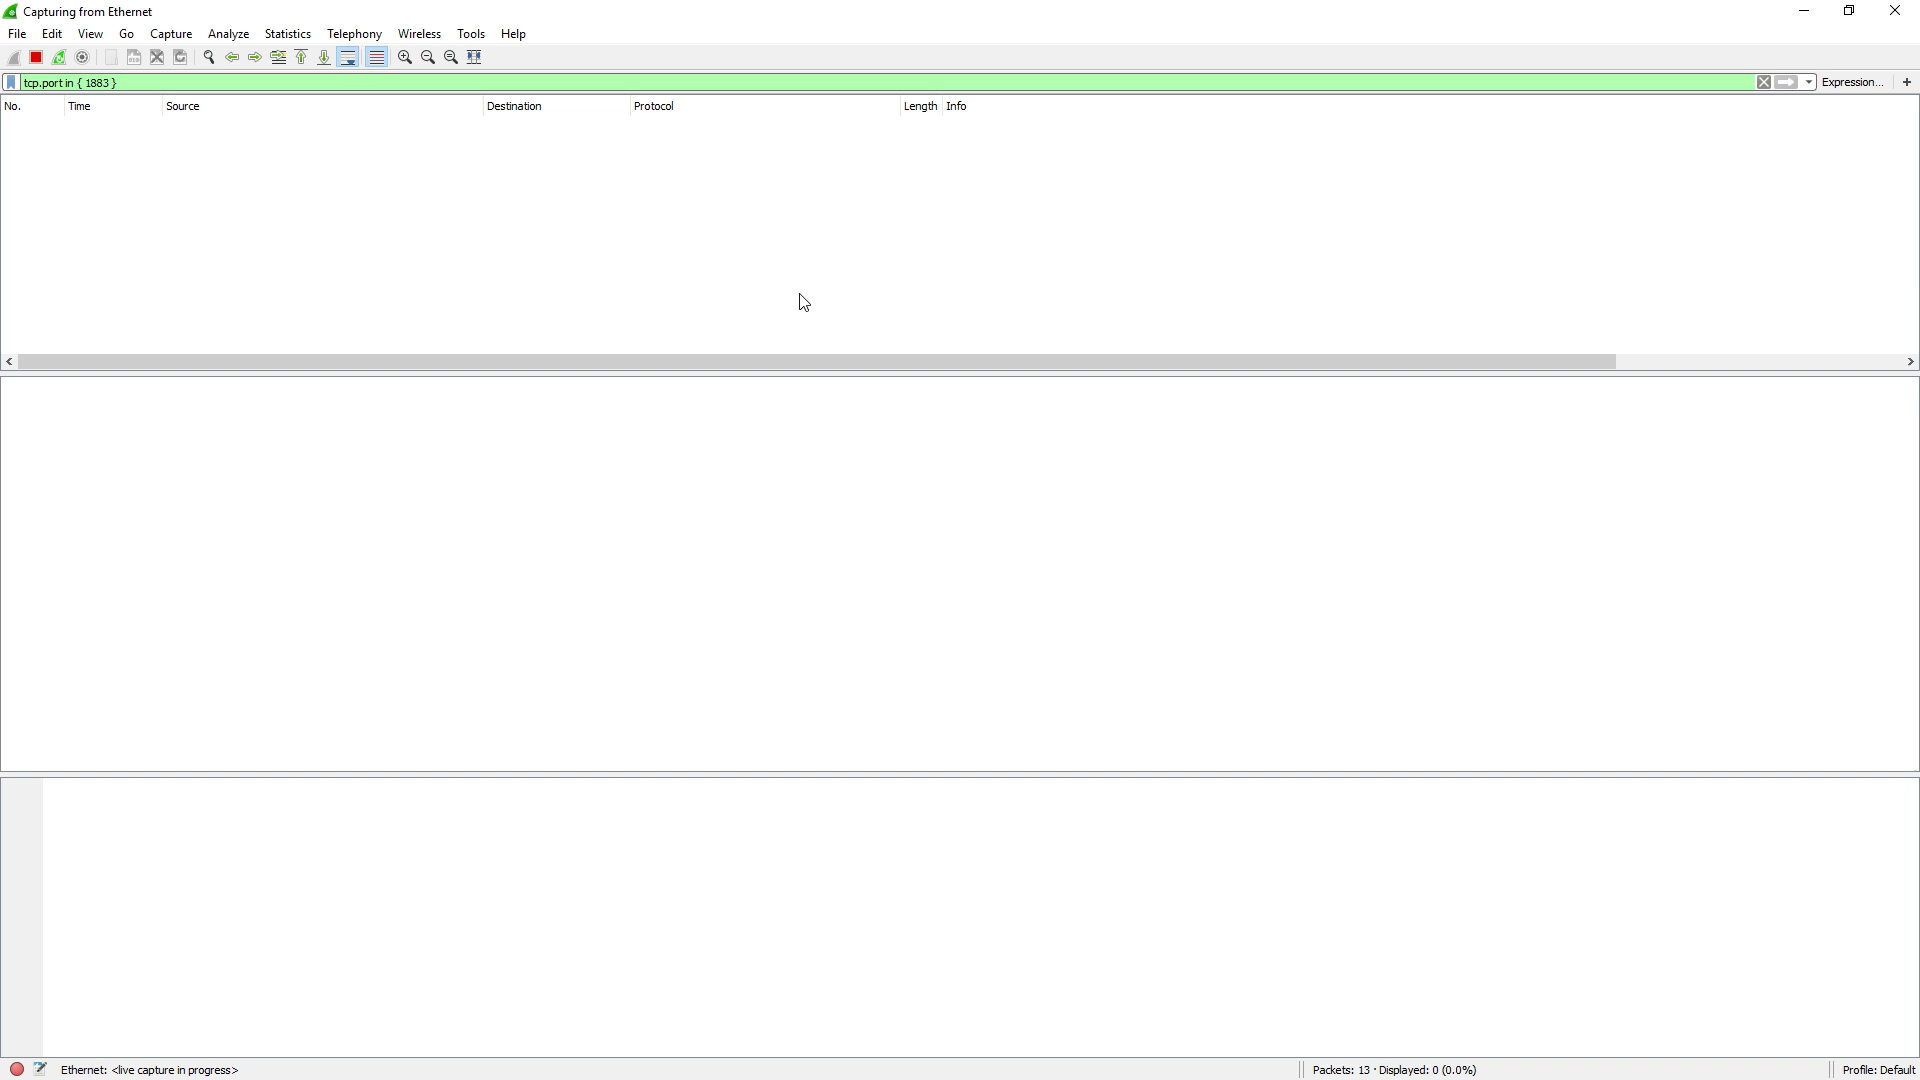 Capturing from Ethernet
File Edit View Go Capture Analyze Statistics Telephony Wireless Tools Help
tcp.port in { 1883 } Expression... +
No. Time Source Destination Protocol Length Info
Ethernet: <live capture in progress> Packets: 13 · Displayed: 0 (0.0%) Profile: Default